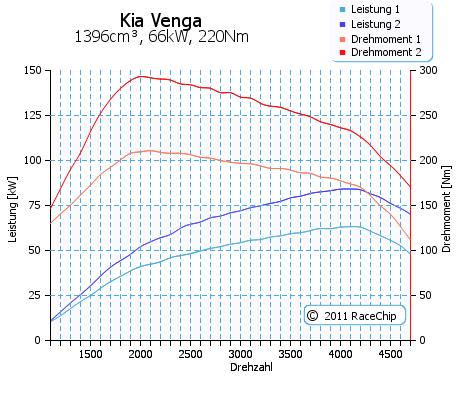 Kia Venga
1396cm³, 66kW, 220Nm
Leistung 1
Leistung 2
Drehmoment 1
Drehmoment 2
150
125
100
75
50
25
0
Leistung [kW]
300
250
200
150
100
50
0
Drehmoment [Nm]
© 2011 RaceChip
1500 2000 2500 3000 3500 4000 4500
Drehzahl